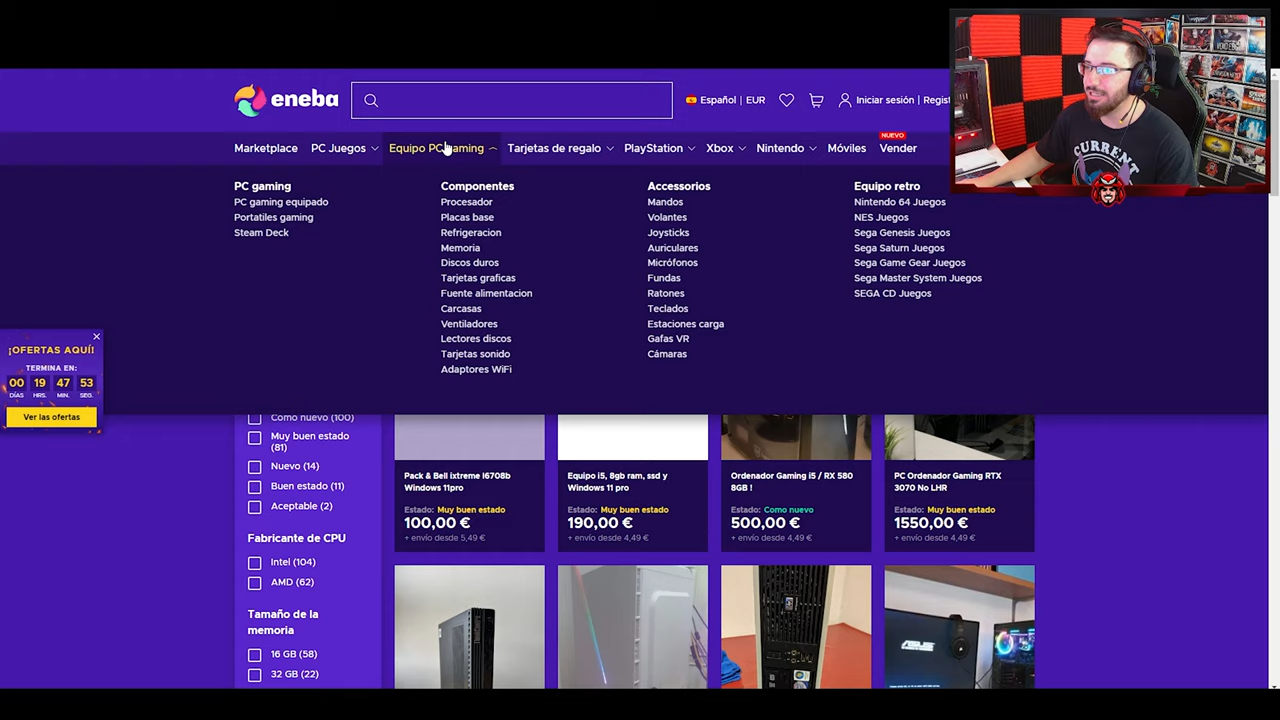 eneba
Español | EUR
Iniciar sesión | Regist
NUEVO
Marketplace
PC Juegos
Equipo PC Gaming
Tarjetas de regalo
PlayStation
Xbox
Nintendo
Móviles
Vender
PC gaming
PC gaming equipado
Portatiles gaming
Steam Deck
Componentes
Procesador
Placas base
Refrigeracion
Memoria
Discos duros
Tarjetas graficas
Fuente alimentacion
Carcasas
Ventiladores
Lectores discos
Tarjetas sonido
Adaptores WiFi
Accessorios
Mandos
Volantes
Joysticks
Auriculares
Micrófonos
Fundas
Ratones
Teclados
Estaciones carga
Gafas VR
Cámaras
Equipo retro
Nintendo 64 Juegos
NES Juegos
Sega Genesis Juegos
Sega Saturn Juegos
Sega Game Gear Juegos
Sega Master System Juegos
SEGA CD Juegos
CURRENT
¡OFERTAS AQUÍ!
TERMINA EN:
00 19 47 53
DÍAS HRS. MIN. SEG.
Ver las ofertas
Como nuevo (100)
Muy buen estado
(81)
Nuevo (14)
Buen estado (11)
Aceptable (2)
Fabricante de CPU
Intel (104)
AMD (62)
Tamaño de la
memoria
16 GB (58)
32 GB (22)
Pack & Bell ixtreme I6708b
Windows 11pro
Estado: Muy buen estado
100,00 €
+ envío desde 5,49 €
Equipo i5, 8gb ram, ssd y
Windows 11 pro
Estado: Muy buen estado
190,00 €
+ envío desde 4,49 €
Ordenador Gaming i5 / RX 580
8GB !
Estado: Como nuevo
500,00 €
+ envío desde 4,49 €
PC Ordenador Gaming RTX
3070 No LHR
Estado: Muy buen estado
1550,00 €
+ envío desde 4,49 €